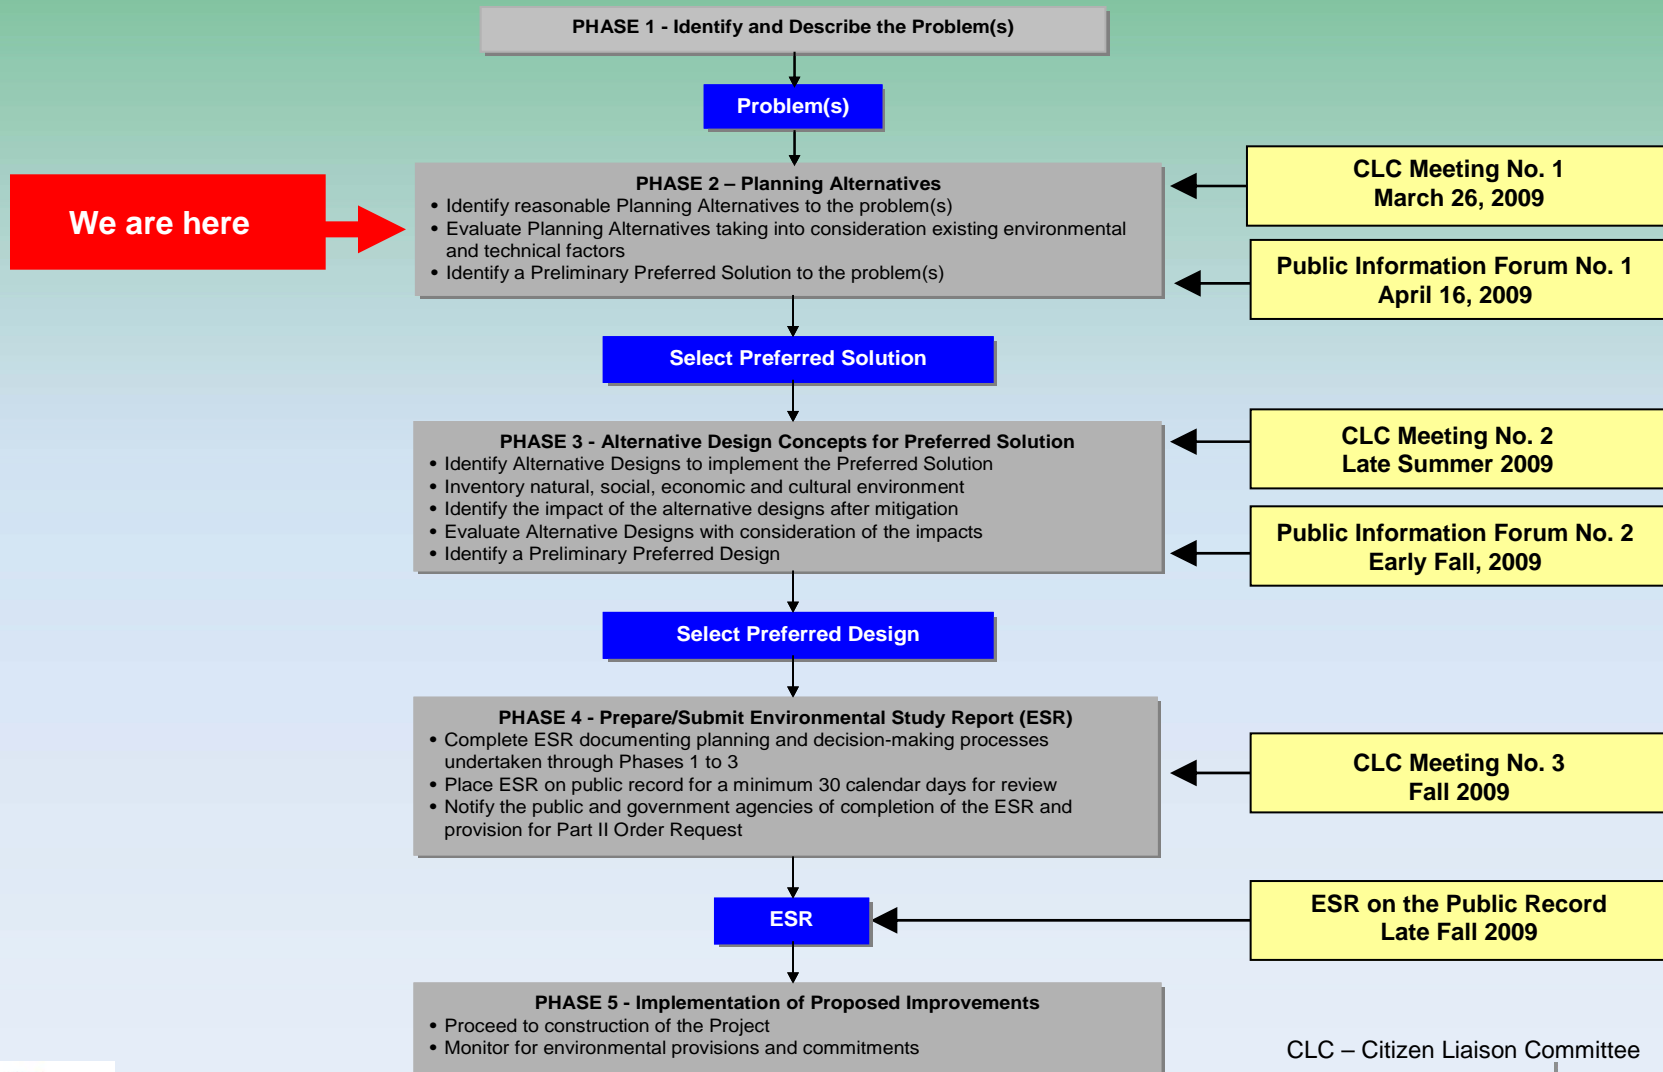 PHASE 1 - Identify and Describe the Problem(s)
Problem(s)
We are here
PHASE 2 – Planning Alternatives
• Identify reasonable Planning Alternatives to the problem(s)
• Evaluate Planning Alternatives taking into consideration existing environmental
and technical factors
• Identify a Preliminary Preferred Solution to the problem(s)
CLC Meeting No. 1
March 26, 2009
Public Information Forum No. 1
April 16, 2009
Select Preferred Solution
PHASE 3 - Alternative Design Concepts for Preferred Solution
• Identify Alternative Designs to implement the Preferred Solution
• Inventory natural, social, economic and cultural environment
• Identify the impact of the alternative designs after mitigation
• Evaluate Alternative Designs with consideration of the impacts
• Identify a Preliminary Preferred Design
CLC Meeting No. 2
Late Summer 2009
Public Information Forum No. 2
Early Fall, 2009
Select Preferred Design
PHASE 4 - Prepare/Submit Environmental Study Report (ESR)
• Complete ESR documenting planning and decision-making processes
undertaken through Phases 1 to 3
• Place ESR on public record for a minimum 30 calendar days for review
• Notify the public and government agencies of completion of the ESR and
provision for Part II Order Request
CLC Meeting No. 3
Fall 2009
ESR
ESR on the Public Record
Late Fall 2009
PHASE 5 - Implementation of Proposed Improvements
• Proceed to construction of the Project
• Monitor for environmental provisions and commitments
CLC – Citizen Liaison Committee